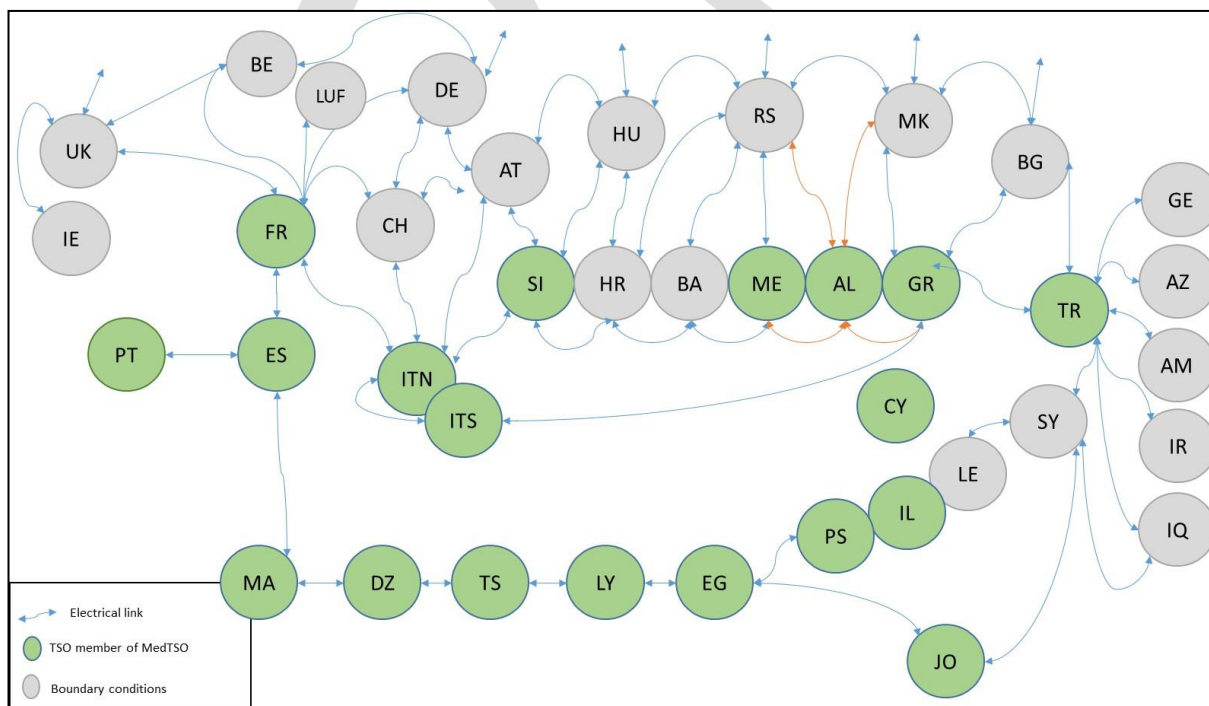 BE
LUF
DE
UK
HU
RS
MK
AT
BG
IE
FR
CH
GE
SI
HR
BA
ME
AL
GR
AZ
TR
PT
ES
ITN
AM
ITS
CY
SY
IR
LE
IL
PS
IQ
MA
DZ
TS
LY
EG
JO
Electrical link
TSO member of MedTSO
Boundary conditions